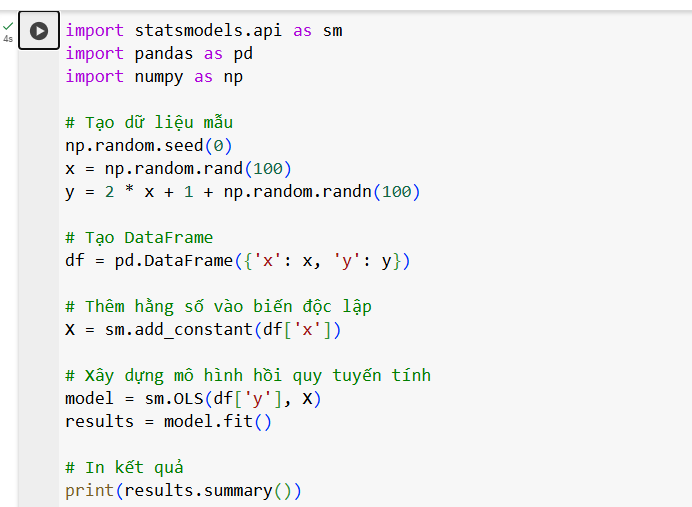 4s
import statsmodels.api as sm
import pandas as pd
import numpy as np
# Tạo dữ liệu mẫu
np.random.seed(0)
x = np.random.rand(100)
y = 2 * x + 1 + np.random.randn(100)
# Tạo DataFrame
df = pd.DataFrame({'x': x, 'y': y})
# Thêm hằng số vào biến độc lập
X = sm.add_constant(df['x'])
# Xây dựng mô hình hồi quy tuyến tính
model = sm.OLS(df['y'], X)
results = model.fit()
# In kết quả
print(results.summary())